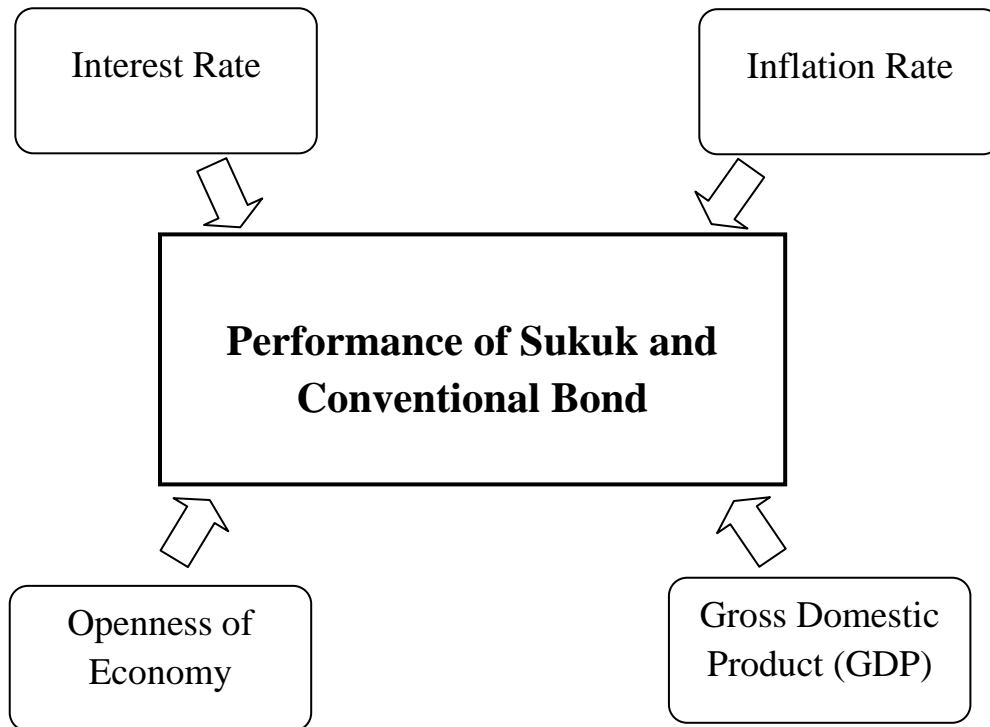 Interest Rate
Inflation Rate
Performance of Sukuk and
Conventional Bond
Openness of
Economy
Gross Domestic
Product (GDP)